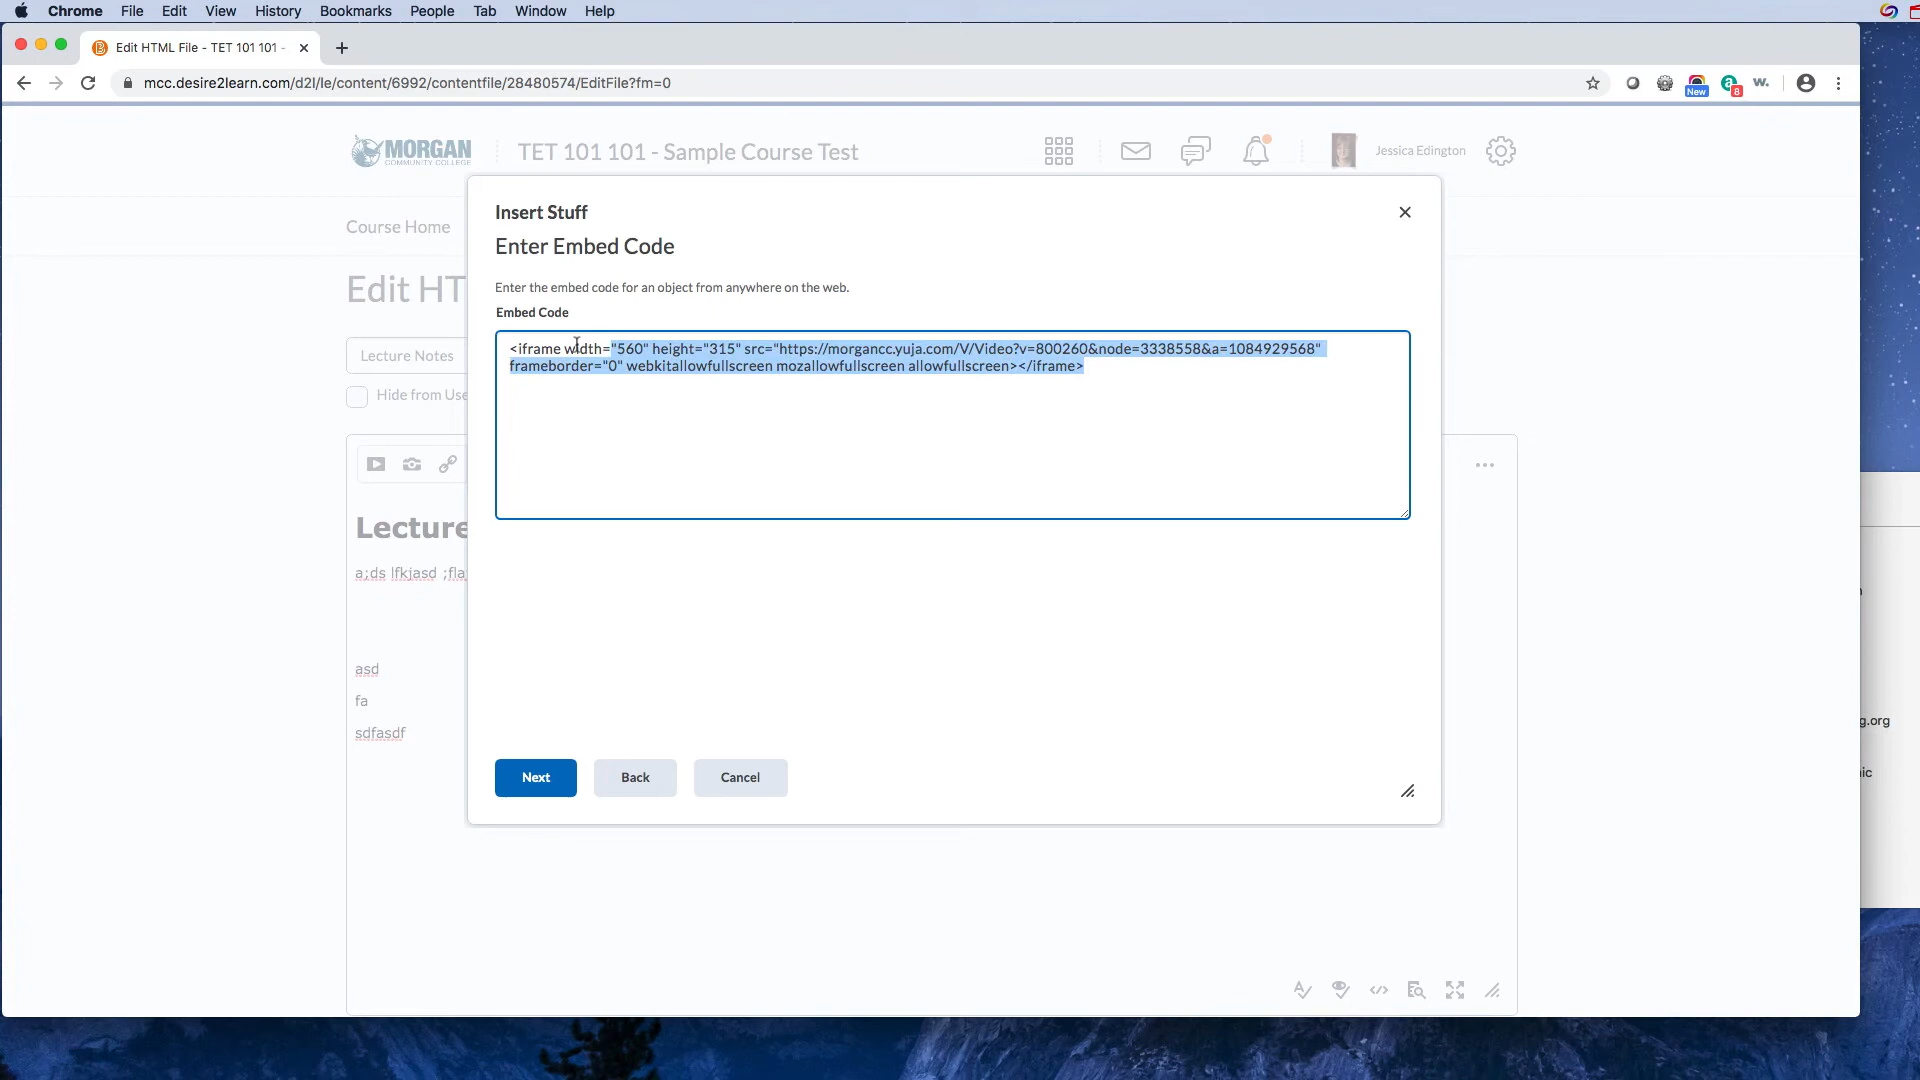 Chrome File Edit View History Bookmarks People Tab Window Help
Edit HTML File - TET 101 101 -
mcc.desire2learn.com/d2l/le/content/6992/contentfile/28480574/EditFile?fm=0
New
8
w.
MORGAN
COMMUNITY COLLEGE
TET 101 101 - Sample Course Test
Jessica Edington
Insert Stuff
Enter Embed Code
Course Home
Edit HT
Enter the embed code for an object from anywhere on the web.
Embed Code
<iframe width="560" height="315" src="https://morgancc.yuja.com/V/Video?v=800260&node=3338558&a=1084929568"
frameborder="0" webkitallowfullscreen mozallowfullscreen allowfullscreen></iframe>
Lecture Notes
Hide from Use
Lecture
a;ds lfkjasd ;fla
asd
fa
sdfasdf
g.org
ic
Next Back Cancel